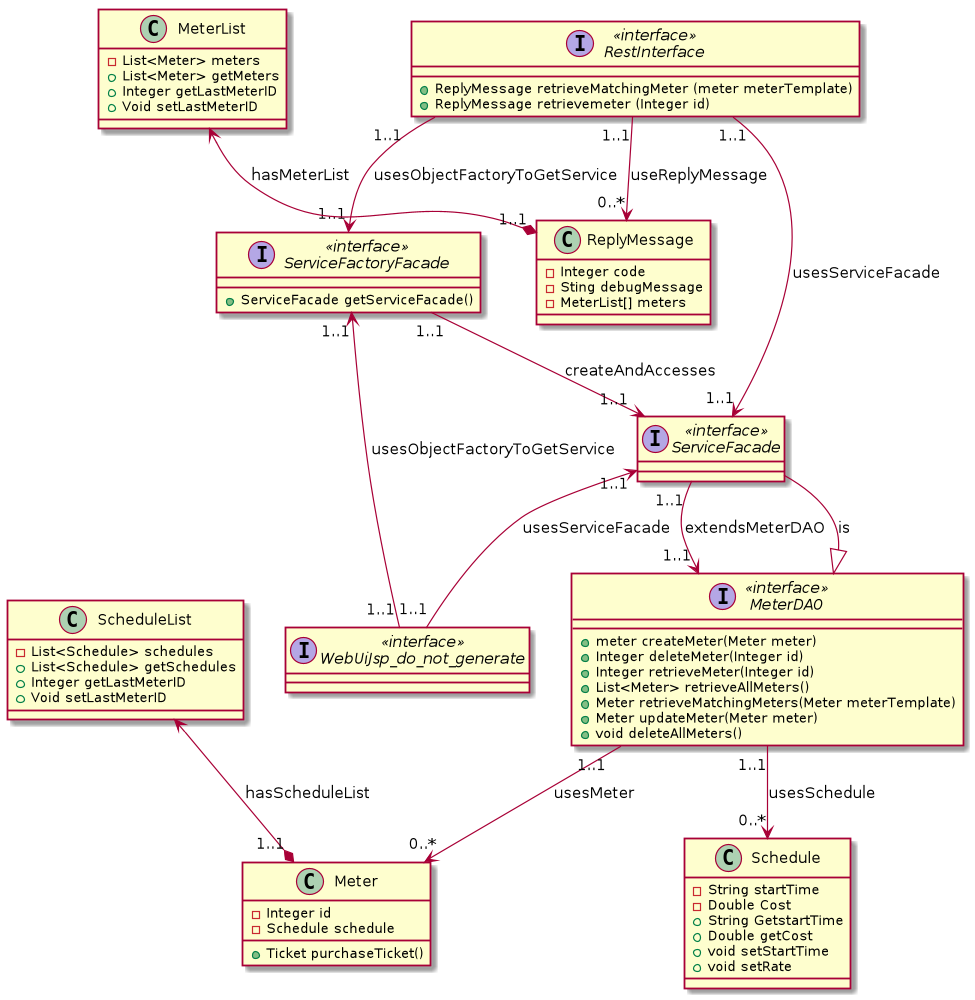 C MeterList
List<Meter> meters
List<Meter> getMeters
Integer getLastMeterID
Void setLastMeterID
I «interface»
RestInterface
ReplyMessage retrieveMatchingMeter (meter meterTemplate)
ReplyMessage retrievemeter (Integer id)
1..1
1..1
1..1
hasMeterList
usesObjectFactoryToGetService
useReplyMessage
0..*
1..1
1..1
C ReplyMessage
Integer code
Sting debugMessage
MeterList[] meters
I «interface»
ServiceFactoryFacade
ServiceFacade getServiceFacade()
usesServiceFacade
1..1
1..1
createAndAccesses
1..1
1..1
I «interface»
ServiceFacade
usesObjectFactoryToGetService
1..1
1..1
usesServiceFacade
extendsMeterDAO
is
1..1
1..1
1..1
I «interface»
WebUiJsp_do_not_generate
I «interface»
MeterDAO
meter createMeter(Meter meter)
Integer deleteMeter(Integer id)
Integer retrieveMeter(Integer id)
List<Meter> retrieveAllMeters()
Meter retrieveMatchingMeters(Meter meterTemplate)
Meter updateMeter(Meter meter)
void deleteAllMeters()
C ScheduleList
List<Schedule> schedules
List<Schedule> getSchedules
Integer getLastMeterID
Void setLastMeterID
1..1
1..1
hasScheduleList
usesMeter
usesSchedule
1..1
0..*
0..*
C Meter
Integer id
Schedule schedule
Ticket purchaseTicket()
C Schedule
String startTime
Double Cost
String GetstartTime
Double getCost
void setStartTime
void setRate